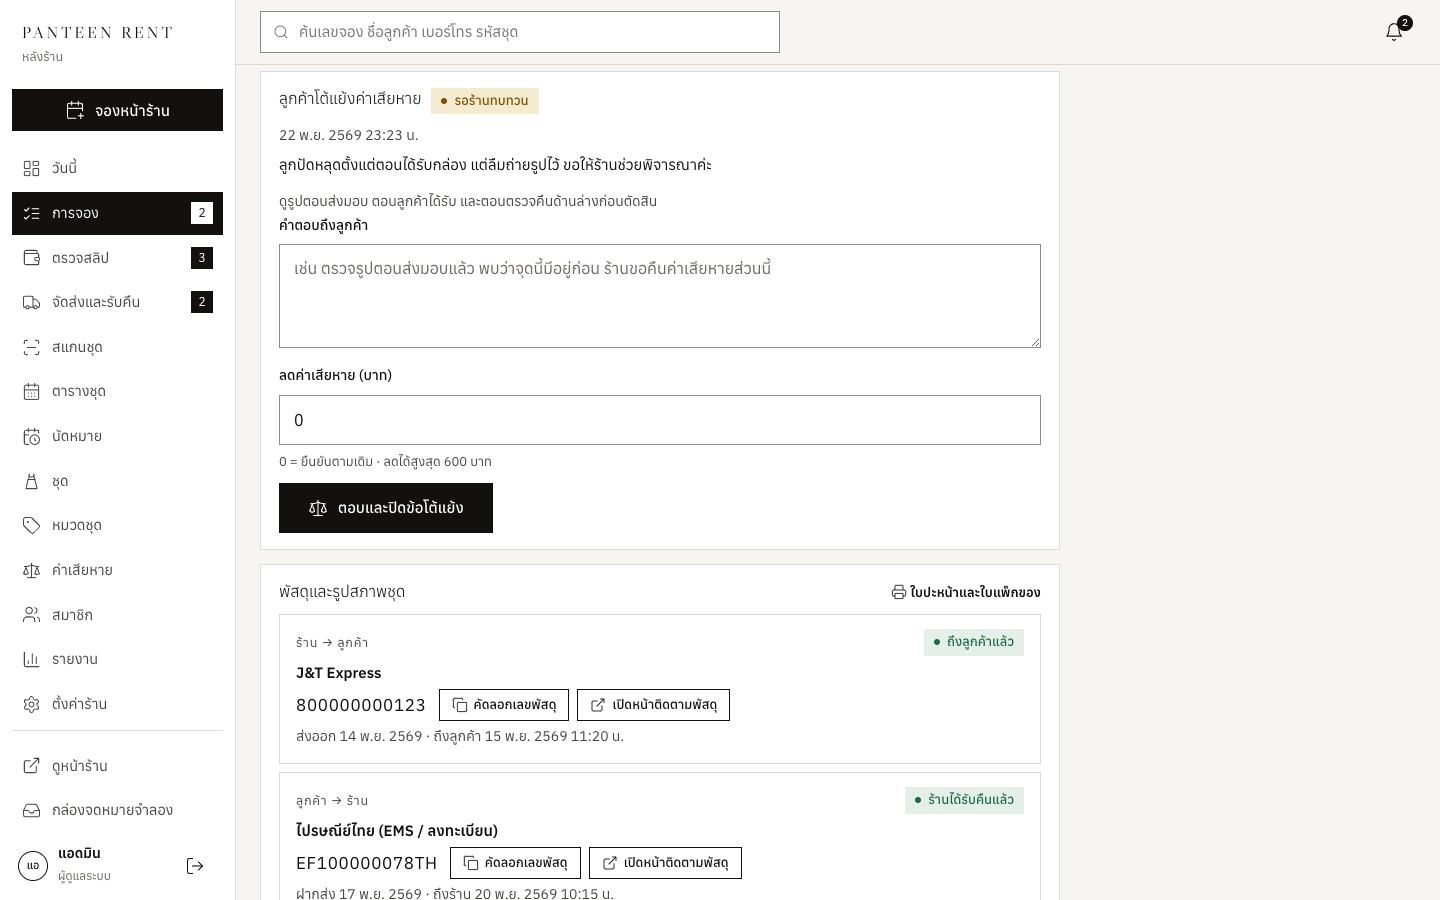 PANTEEN RENT
หลังร้าน
จองหน้าร้าน
วันนี้
การจอง 2
ตรวจสลิป 3
จัดส่งและรับคืน 2
สแกนชุด
ตารางชุด
นัดหมาย
ชุด
หมวดชุด
ค่าเสียหาย
สมาชิก
รายงาน
ตั้งค่าร้าน
ดูหน้าร้าน
กล่องจดหมายจำลอง
แอ
แอดมิน
ผู้ดูแลระบบ
ค้นเลขจอง ชื่อลูกค้า เบอร์โทร รหัสชุด
2
ลูกค้าโต้แย้งค่าเสียหาย รอร้านทบทวน
22 พ.ย. 2569 23:23 น.
ลูกปัดหลุดตั้งแต่ตอนได้รับกล่อง แต่ลืมถ่ายรูปไว้ ขอให้ร้านช่วยพิจารณาค่ะ
ดูรูปตอนส่งมอบ ตอนลูกค้าได้รับ และตอนตรวจคืนด้านล่างก่อนตัดสิน
คำตอบถึงลูกค้า
เช่น ตรวจรูปตอนส่งมอบแล้ว พบว่าจุดนี้มีอยู่ก่อน ร้านขอคืนค่าเสียหายส่วนนี้
ลดค่าเสียหาย (บาท)
0
0 = ยืนยันตามเดิม · ลดได้สูงสุด 600 บาท
ตอบและปิดข้อโต้แย้ง
พัสดุและรูปสภาพชุด ใบปะหน้าและใบแพ็กของ
ร้าน → ลูกค้า ถึงลูกค้าแล้ว
J&T Express
800000000123 คัดลอกเลขพัสดุ เปิดหน้าติดตามพัสดุ
ส่งออก 14 พ.ย. 2569 · ถึงลูกค้า 15 พ.ย. 2569 11:20 น.
ลูกค้า → ร้าน ร้านได้รับคืนแล้ว
ไปรษณีย์ไทย (EMS / ลงทะเบียน)
EF100000078TH คัดลอกเลขพัสดุ เปิดหน้าติดตามพัสดุ
ฝากส่ง 17 พ.ย. 2569 · ถึงร้าน 20 พ.ย. 2569 10:15 น.